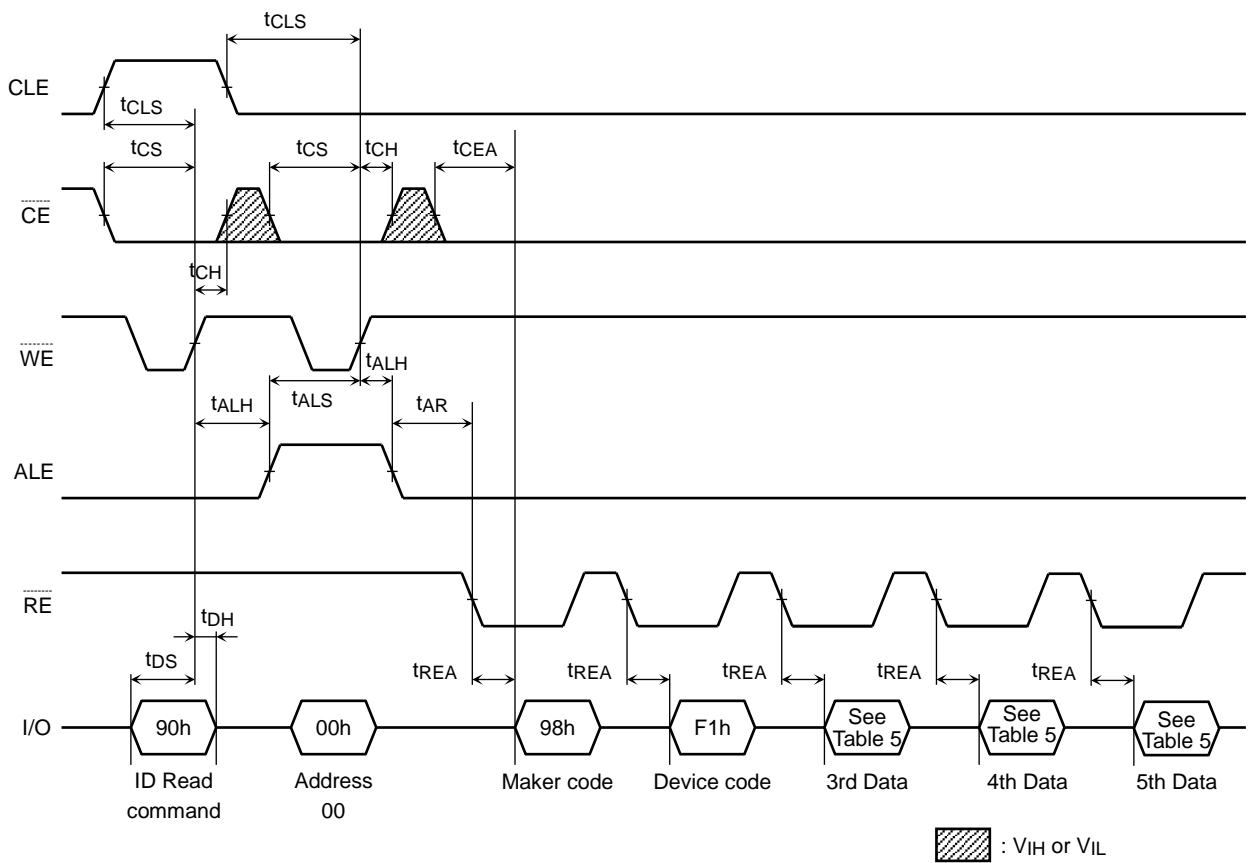 tCLS
CLE
tCLS
tCS tCS tCH tCEA
CE
tCH
WE
tALH
tALH tALS tAR
ALE
RE
tDH
tDS tREA tREA tREA tREA tREA
I/O 90h 00h 98h F1h See Table 5 See Table 5 See Table 5
ID Read command Address 00 Maker code Device code 3rd Data 4th Data 5th Data
: VIH or VIL